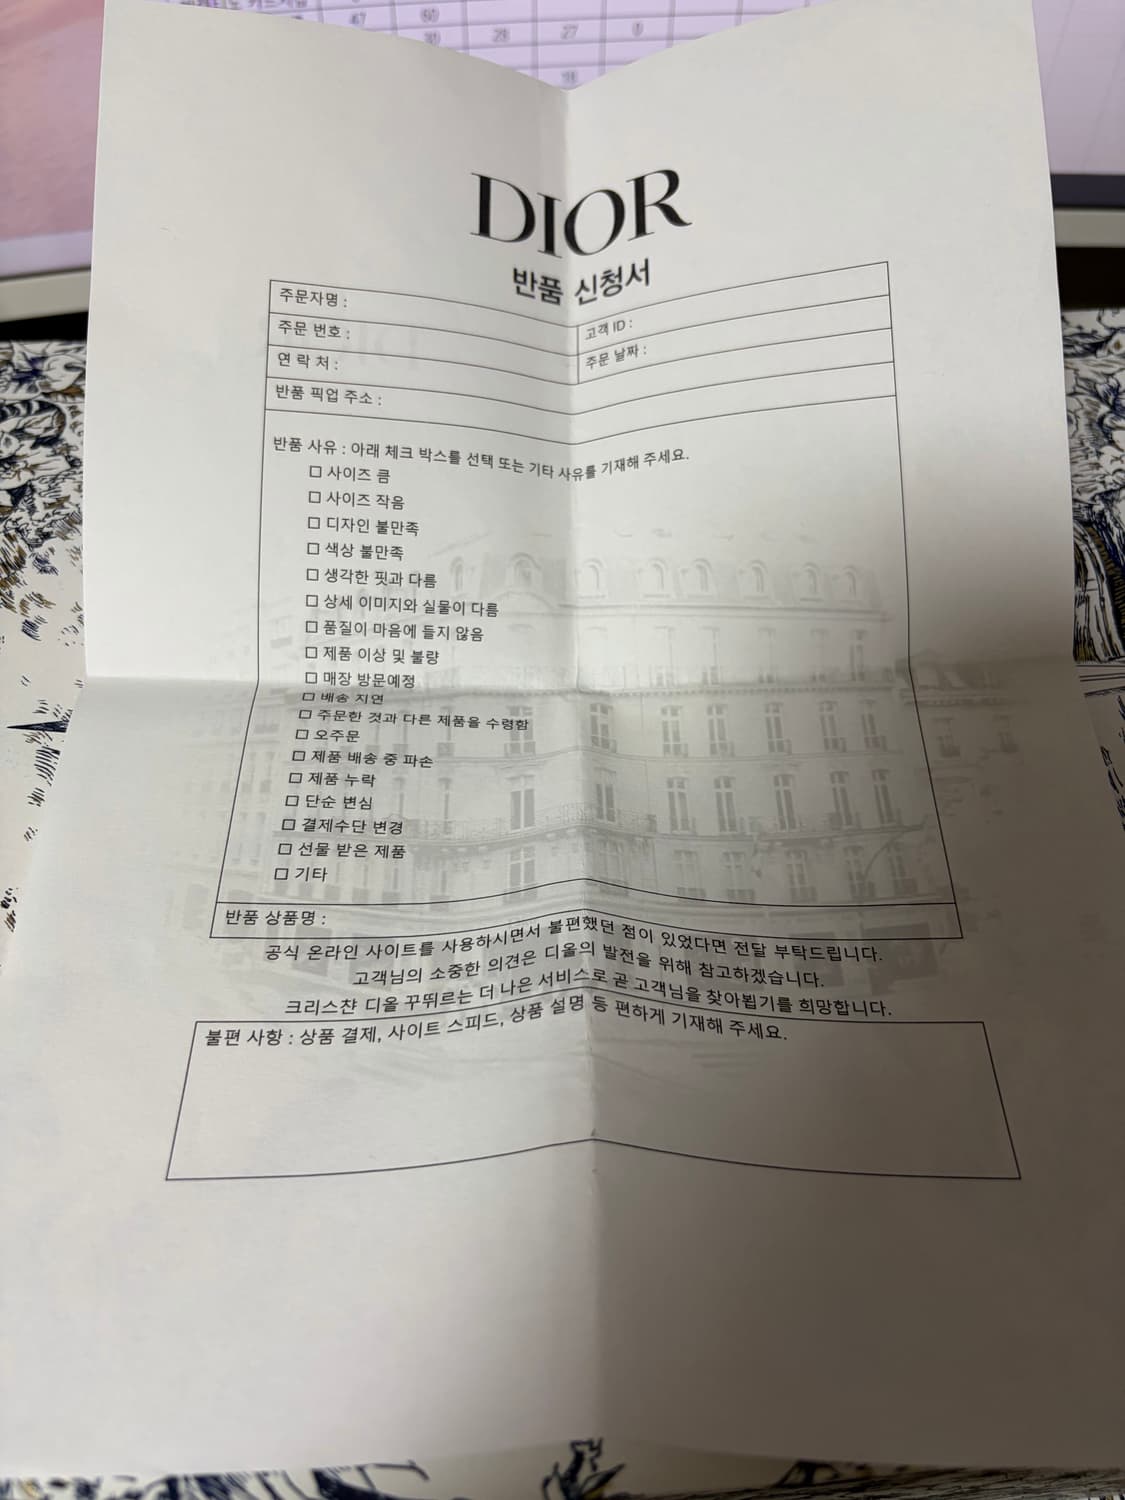 67
60
30
28
27
DIOR
반품 신청서
주문자명 :
주문 번호 :
고객 ID :
연 락 처 :
주문 날짜 :
반품 픽업 주소 :
반품 사유 : 아래 체크 박스를 선택 또는 기타 사유를 기재해 주세요.
☐ 사이즈 큼
☐ 사이즈 작음
☐ 디자인 불만족
☐ 색상 불만족
☐ 생각한 핏과 다름
☐ 상세 이미지와 실물이 다름
☐ 품질이 마음에 들지 않음
☐ 제품 이상 및 불량
☐ 매장 방문예정
☐ 배송 지연
☐ 주문한 것과 다른 제품을 수령함
☐ 오주문
☐ 제품 배송 중 파손
☐ 제품 누락
☐ 단순 변심
☐ 결제수단 변경
☐ 선물 받은 제품
☐ 기타
반품 상품명 :
공식 온라인 사이트를 사용하시면서 불편했던 점이 있었다면 전달 부탁드립니다.
고객님의 소중한 의견은 디올의 발전을 위해 참고하겠습니다.
크리스챤 디올 꾸뛰르는 더 나은 서비스로 곧 고객님을 찾아뵙기를 희망합니다.
불편 사항 : 상품 결제, 사이트 스피드, 상품 설명 등 편하게 기재해 주세요.